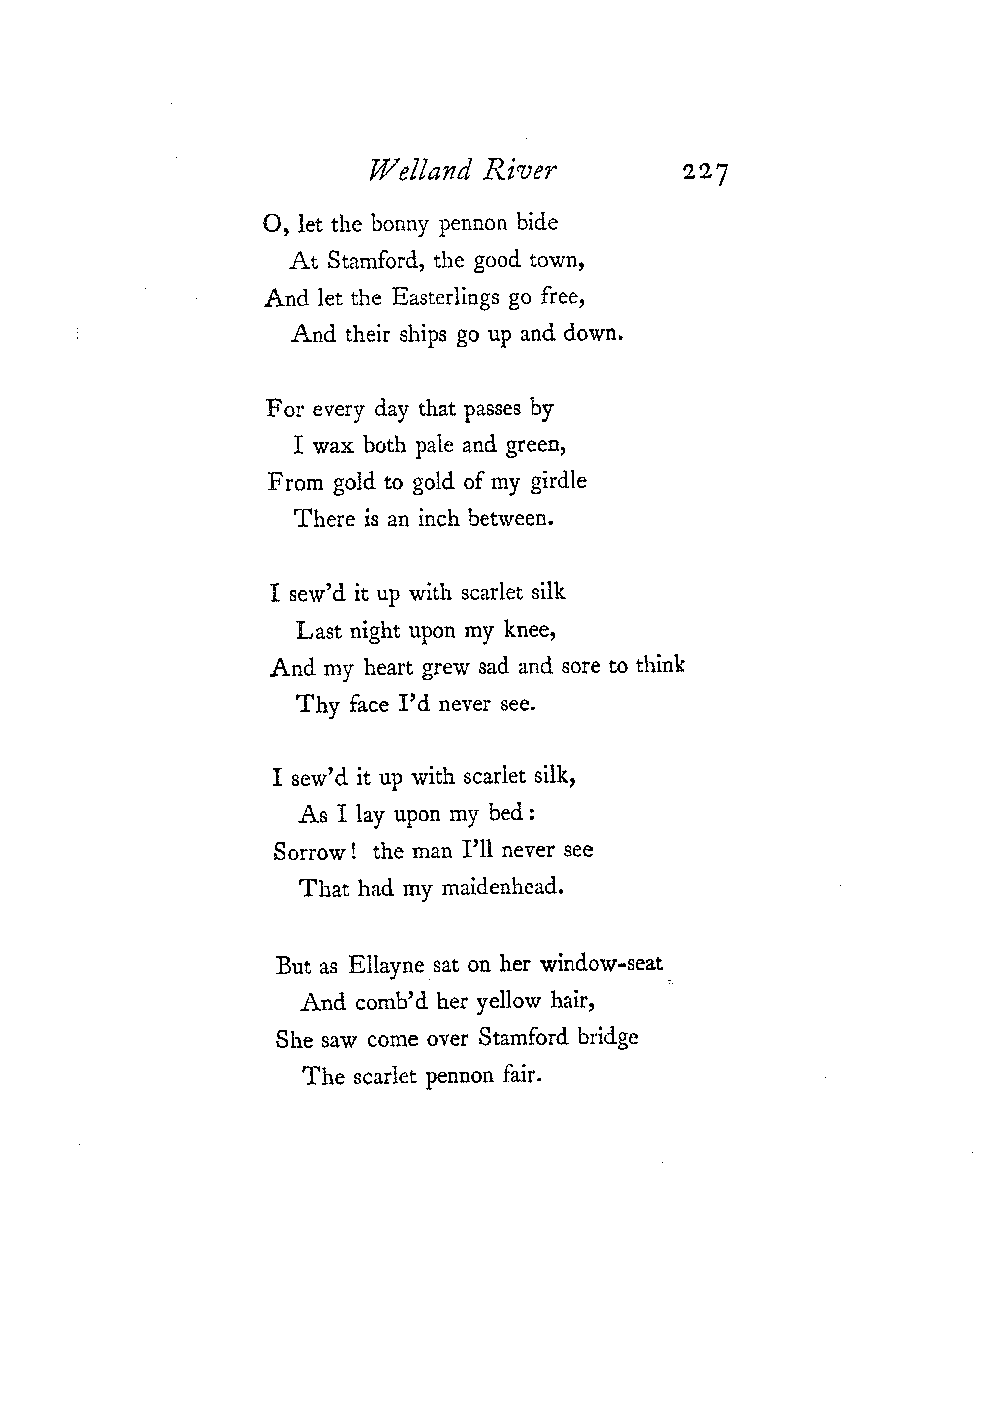 Welland River 227
O, let the bonny pennon bide
At Stamford, the good town,
And let the Easterlings go free,
And their ships go up and down.
For every day that passes by
I wax both pale and green,
From gold to gold of my girdle
There is an inch between.
I sew'd it up with scarlet silk
Last night upon my knee,
And my heart grew sad and sore to think
Thy face I'd never see.
I sew'd it up with scarlet silk,
As I lay upon my bed:
Sorrow! the man I'll never see
That had my maidenhead.
But as Ellayne sat on her window-seat
And comb'd her yellow hair,
She saw come over Stamford bridge
The scarlet pennon fair.